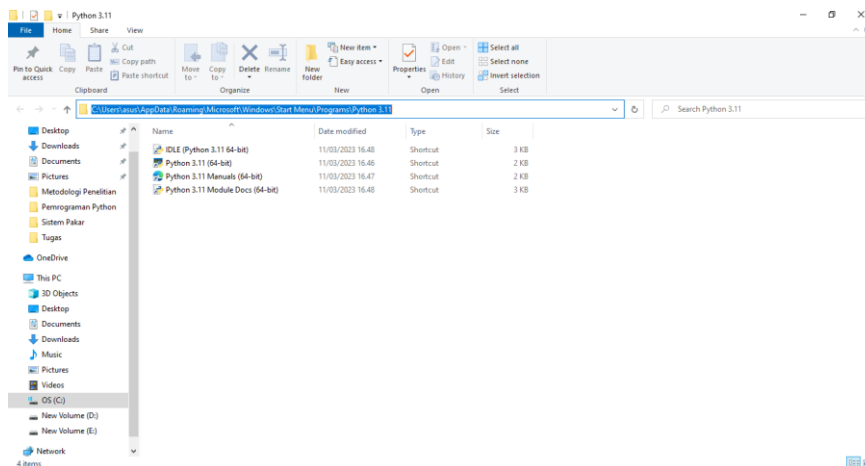 Python 3.11
File Home Share View
Pin to Quick access
Copy
Paste
Cut
Copy path
Paste shortcut
Clipboard
Move to
Copy to
Delete
Rename
Organize
New folder
New item
Easy access
New
Properties
Open
Edit
History
Open
Select all
Select none
Invert selection
Select
C:\Users\asus\AppData\Roaming\Microsoft\Windows\Start Menu\Programs\Python 3.11
Search Python 3.11
Desktop
Downloads
Documents
Pictures
Metodologi Penelitian
Pemrograman Python
Sistem Pakar
Tugas
OneDrive
This PC
3D Objects
Desktop
Documents
Downloads
Music
Pictures
Videos
OS (C:)
New Volume (D:)
New Volume (E:)
Network
Name Date modified Type Size
IDLE (Python 3.11 64-bit) 11/03/2023 16.48 Shortcut 3 KB
Python 3.11 (64-bit) 11/03/2023 16.46 Shortcut 2 KB
Python 3.11 Manuals (64-bit) 11/03/2023 16.47 Shortcut 2 KB
Python 3.11 Module Docs (64-bit) 11/03/2023 16.48 Shortcut 3 KB
4 items